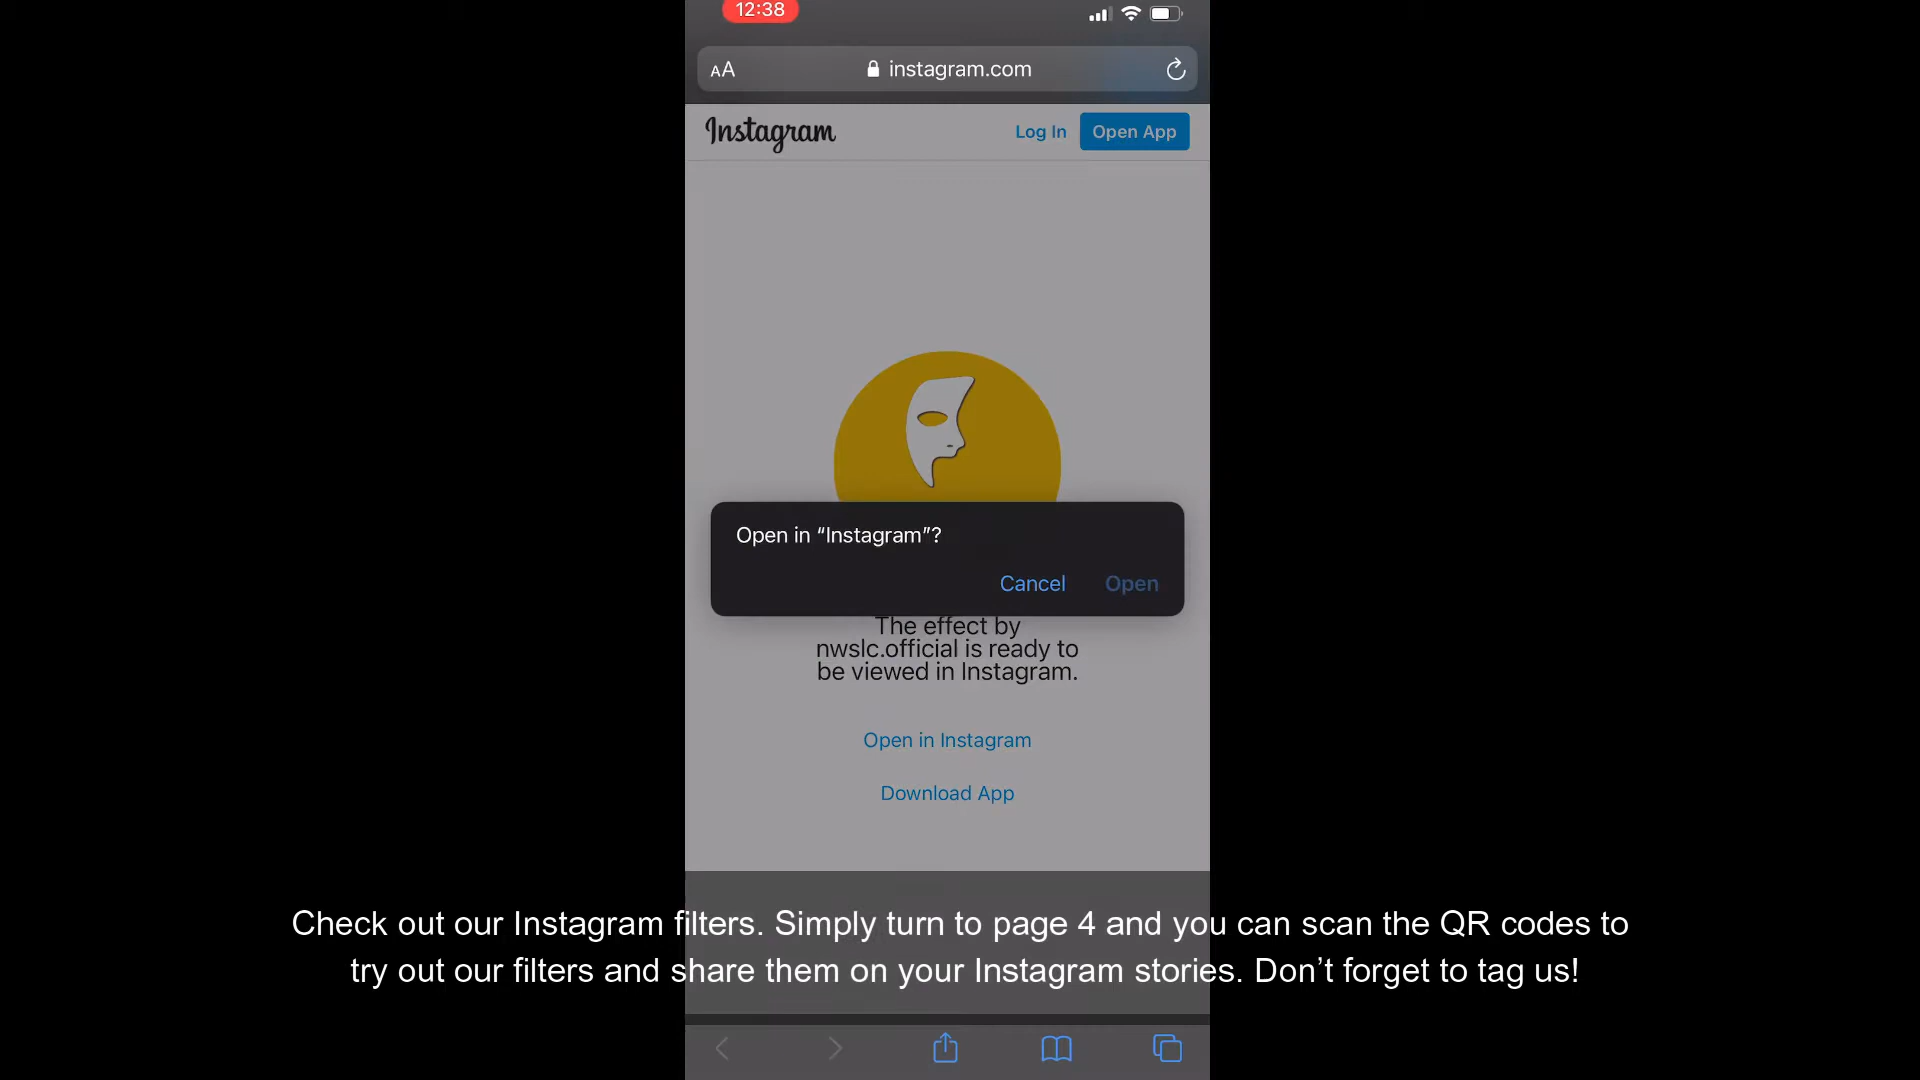 12:38
AA instagram.com
Instagram Log In Open App
Open in “Instagram”?
Cancel Open
The effect by
nwslc.official is ready to
be viewed in Instagram.
Open in Instagram
Download App
Check out our Instagram filters. Simply turn to page 4 and you can scan the QR codes to
try out our filters and share them on your Instagram stories. Don’t forget to tag us!